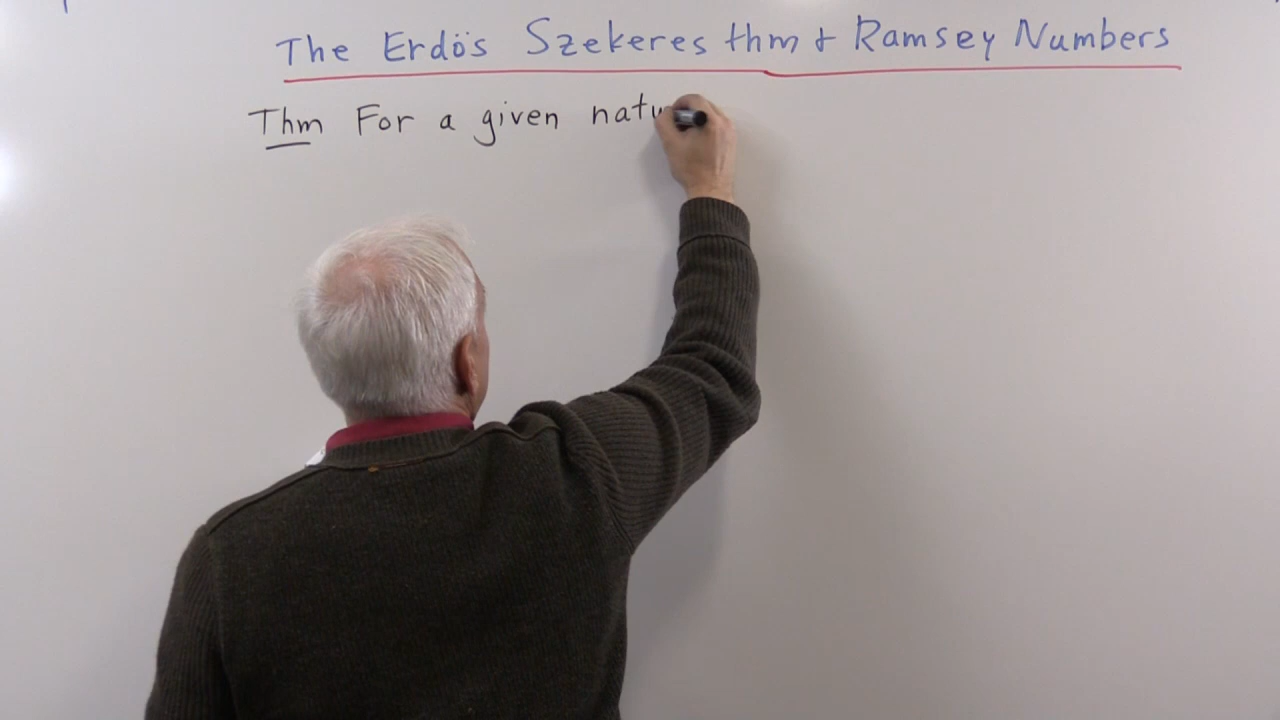 The Erdös Szekeres thm + Ramsey Numbers
Thm For a given natu